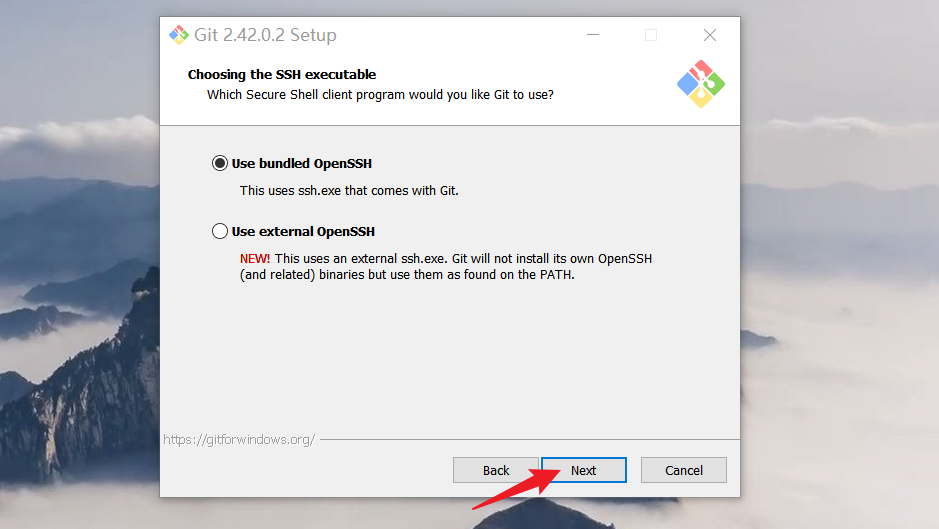 Git 2.42.0.2 Setup
Choosing the SSH executable
Which Secure Shell client program would you like Git to use?
Use bundled OpenSSH
This uses ssh.exe that comes with Git.
Use external OpenSSH
NEW! This uses an external ssh.exe. Git will not install its own OpenSSH
(and related) binaries but use them as found on the PATH.
https://gitforwindows.org/
Back Next Cancel